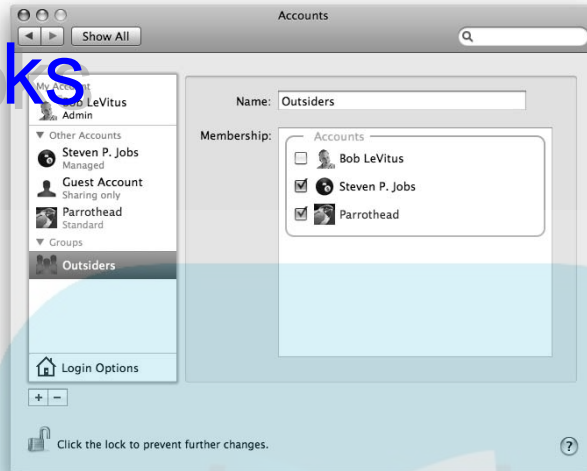 Accounts
Show All
ks
My Account
Bob LeVitus
Admin
Other Accounts
Steven P. Jobs
Managed
Guest Account
Sharing only
Parrothead
Standard
Groups
Outsiders
Login Options
+ −
Name: Outsiders
Membership:
Accounts
Bob LeVitus
Steven P. Jobs
Parrothead
Click the lock to prevent further changes.
?